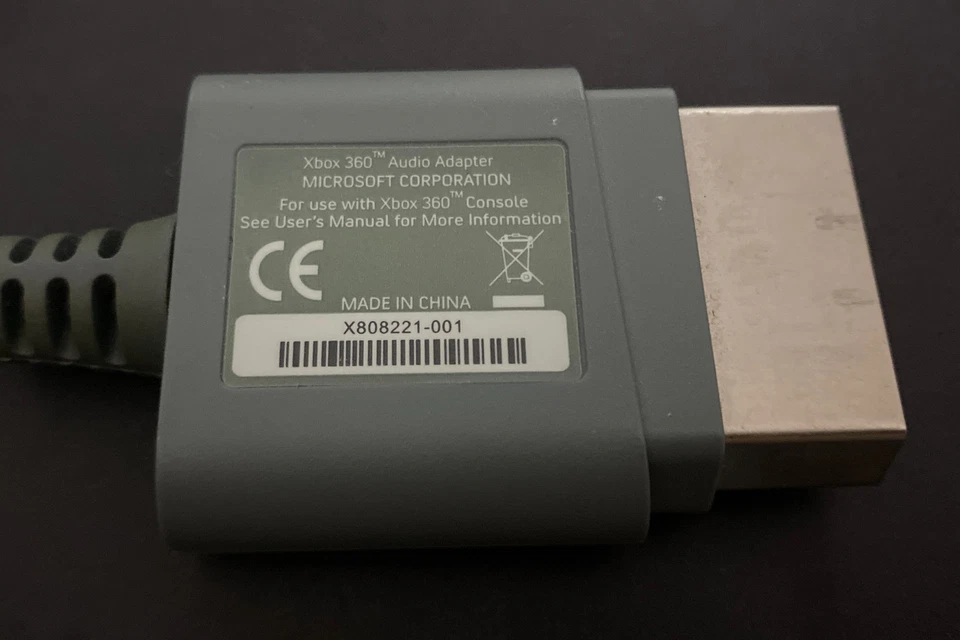 Xbox 360™ Audio Adapter
MICROSOFT CORPORATION
For use with Xbox 360™ Console
See User's Manual for More Information
CE
MADE IN CHINA
X808221-001